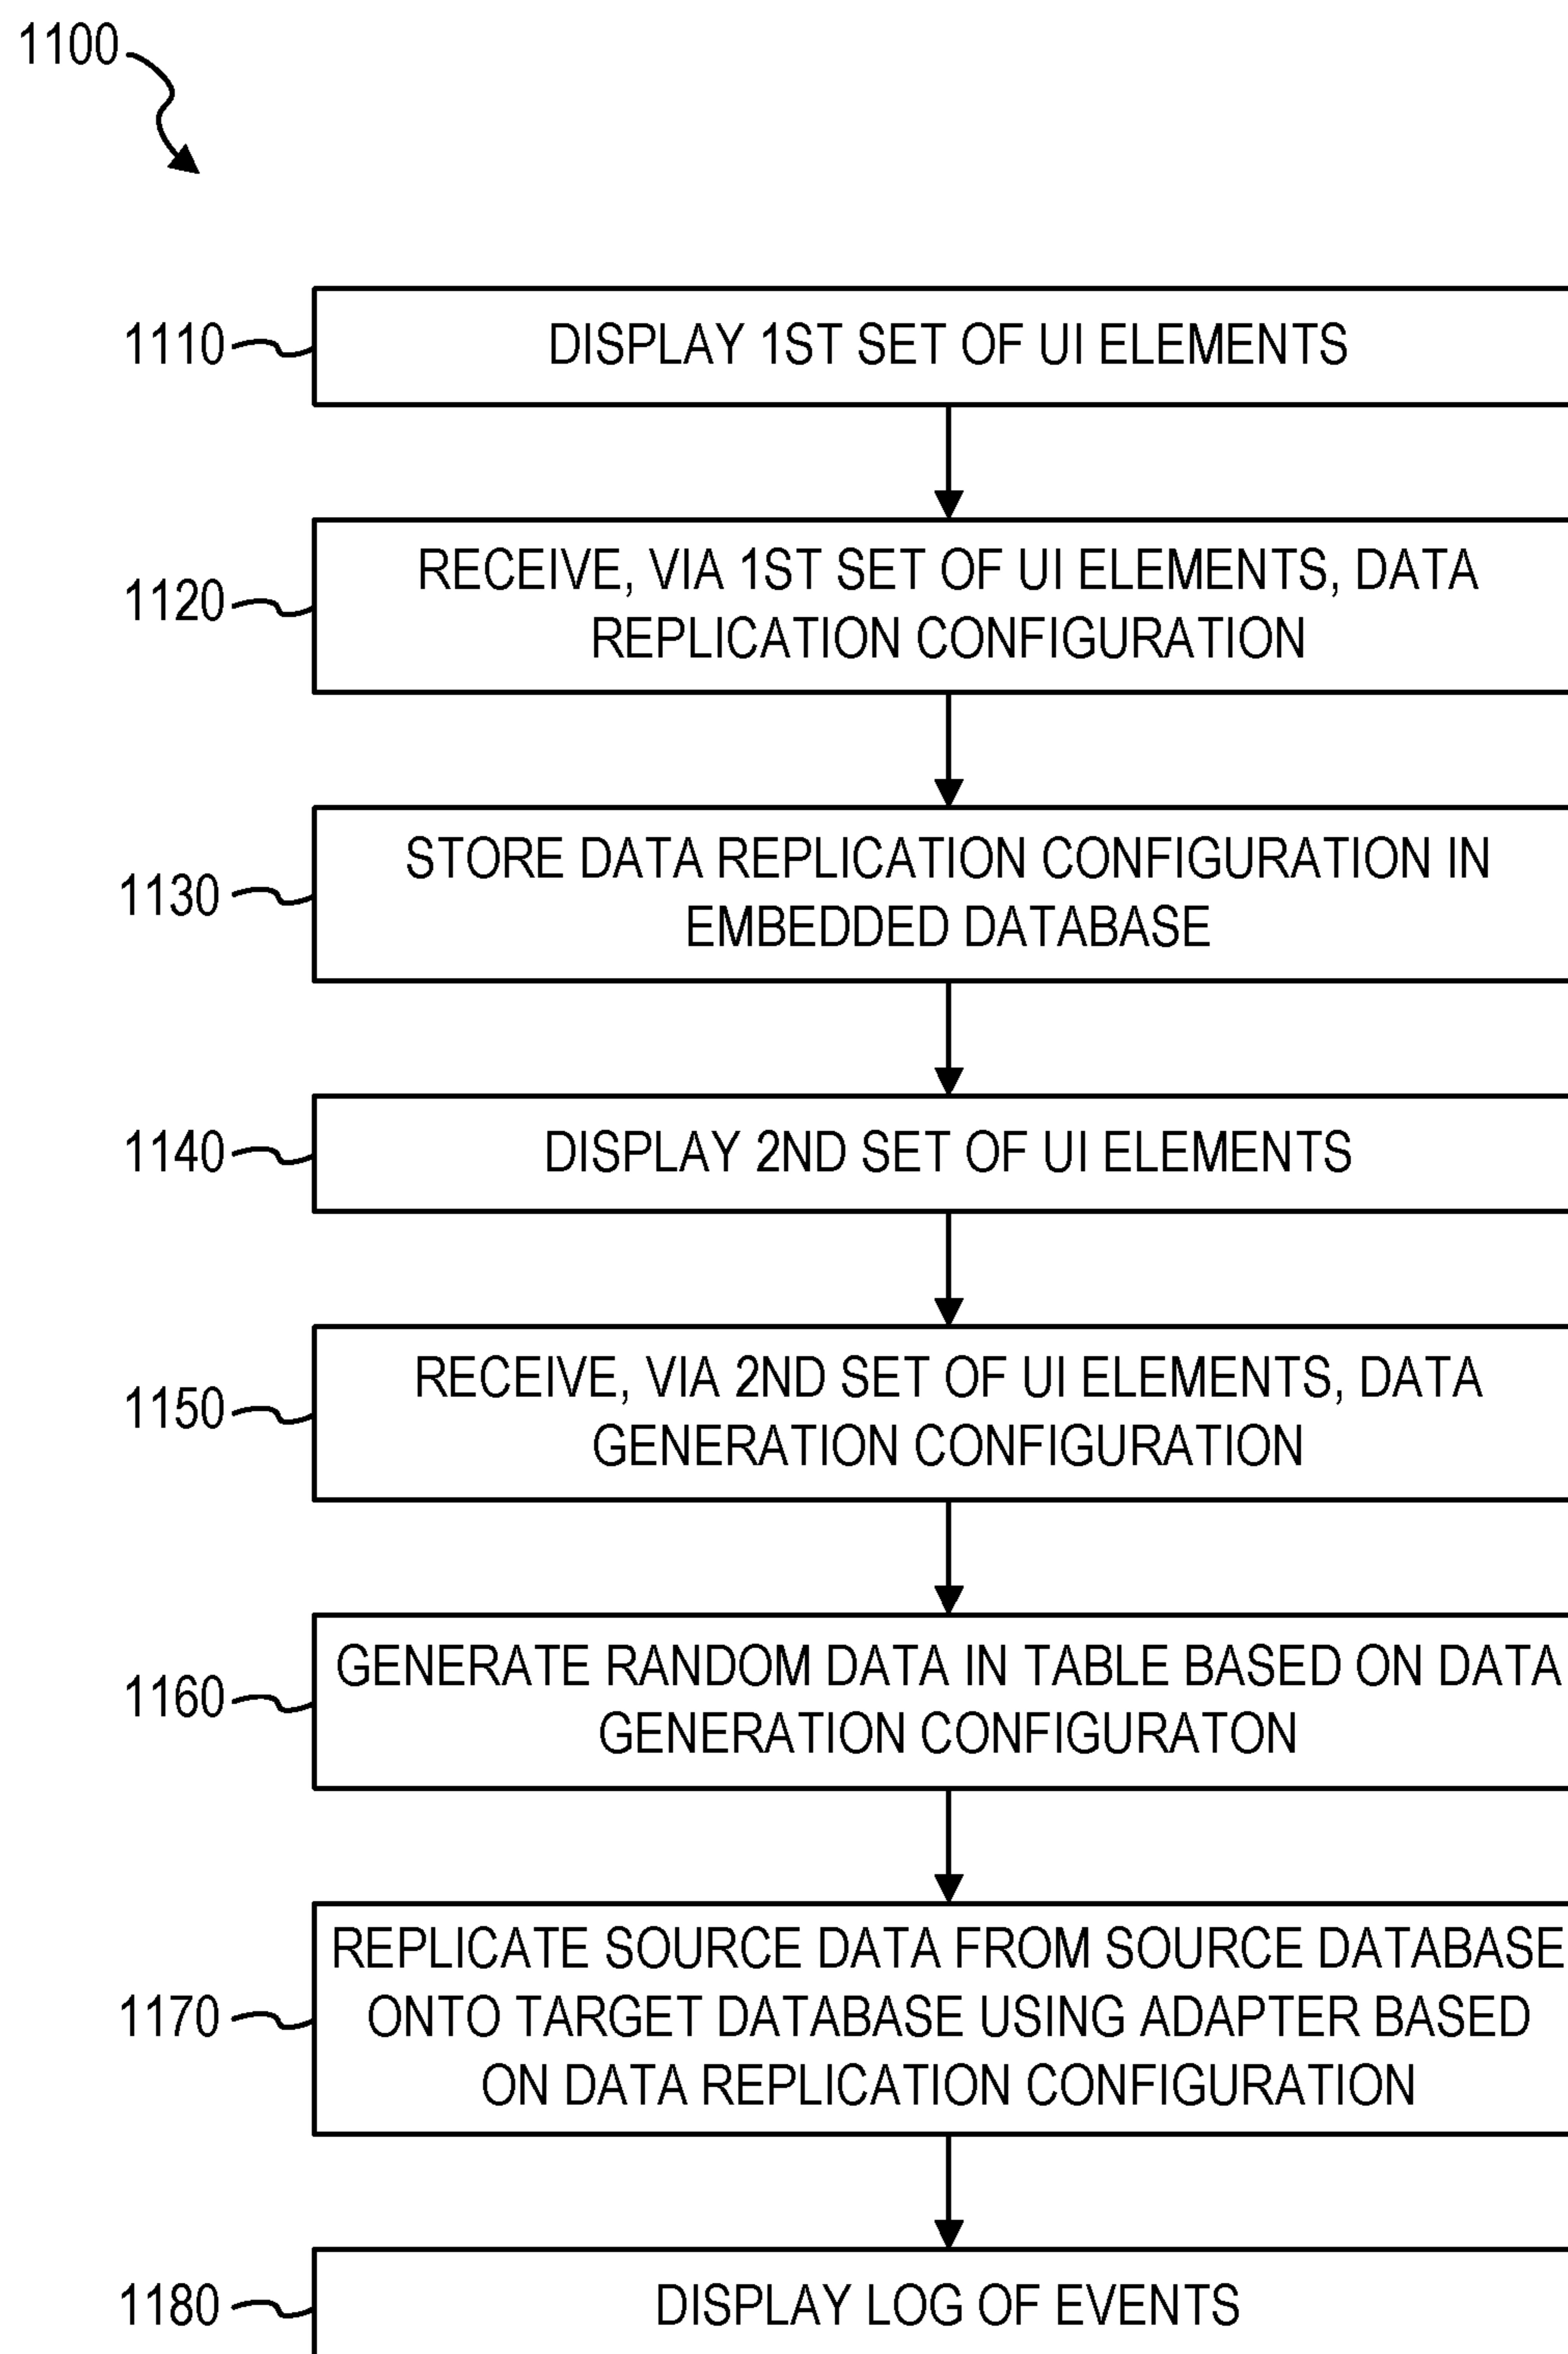 1100
1110
DISPLAY 1ST SET OF UI ELEMENTS
1120
RECEIVE, VIA 1ST SET OF UI ELEMENTS, DATA
REPLICATION CONFIGURATION
1130
STORE DATA REPLICATION CONFIGURATION IN
EMBEDDED DATABASE
1140
DISPLAY 2ND SET OF UI ELEMENTS
1150
RECEIVE, VIA 2ND SET OF UI ELEMENTS, DATA
GENERATION CONFIGURATION
1160
GENERATE RANDOM DATA IN TABLE BASED ON DATA
GENERATION CONFIGURATON
1170
REPLICATE SOURCE DATA FROM SOURCE DATABASE
ONTO TARGET DATABASE USING ADAPTER BASED
ON DATA REPLICATION CONFIGURATION
1180
DISPLAY LOG OF EVENTS